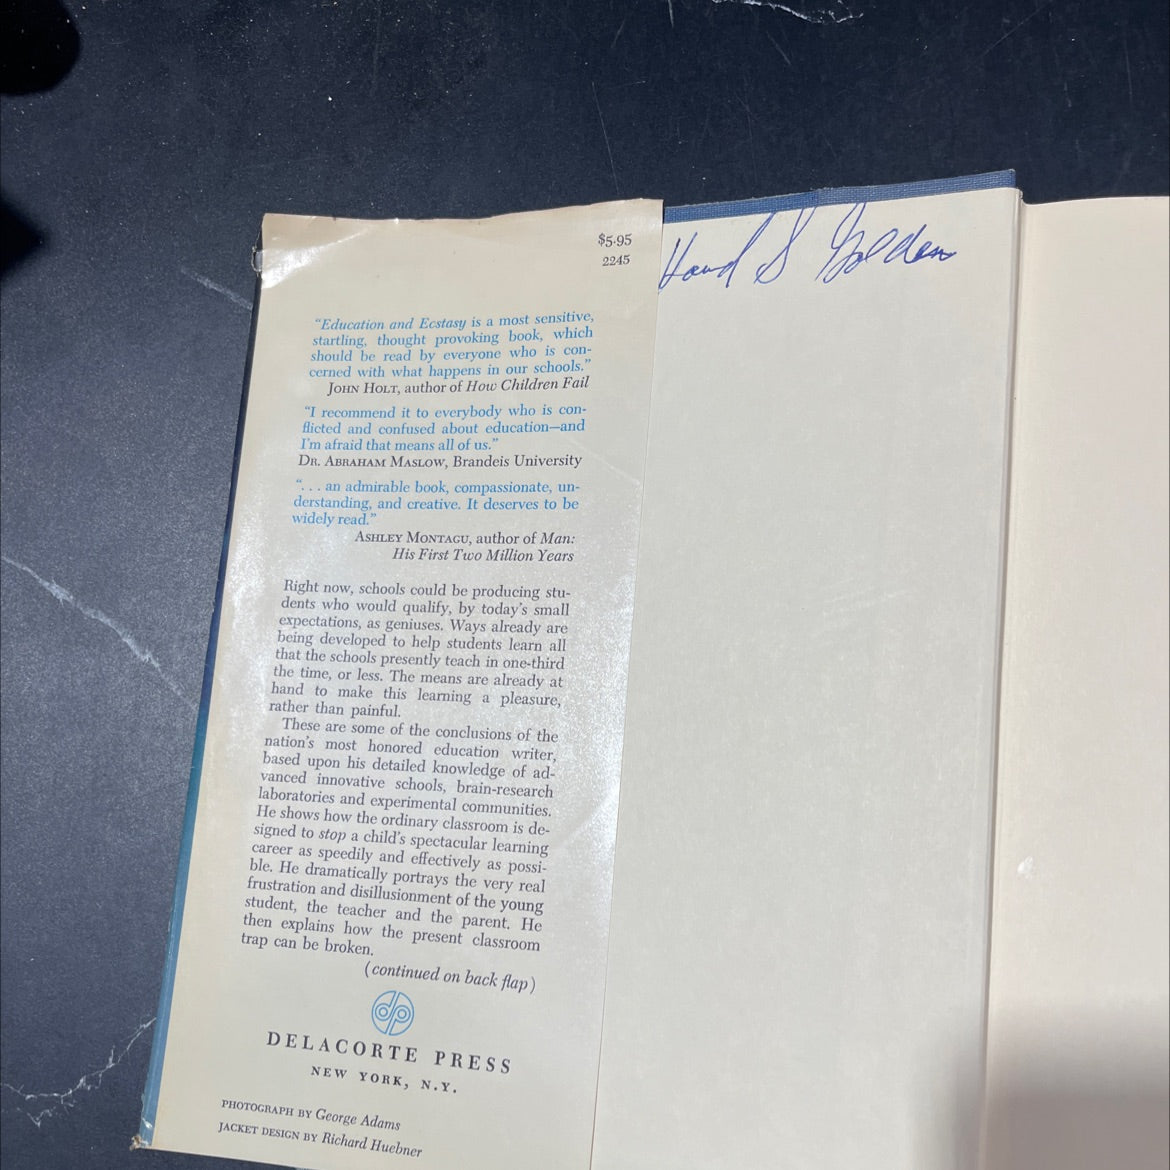 $5.95
2245
"Education and Ecstasy is a most sensitive,
startling, thought provoking book, which
should be read by everyone who is con-
cerned with what happens in our schools."
JOHN HOLT, author of How Children Fail
"I recommend it to everybody who is con-
flicted and confused about education—and
I'm afraid that means all of us."
DR. ABRAHAM MASLOW, Brandeis University
". . . an admirable book, compassionate, un-
derstanding, and creative. It deserves to be
widely read."
ASHLEY MONTAGU, author of Man:
His First Two Million Years
Right now, schools could be producing stu-
dents who would qualify, by today's small
expectations, as geniuses. Ways already are
being developed to help students learn all
that the schools presently teach in one-third
the time, or less. The means are already at
hand to make this learning a pleasure,
rather than painful.
These are some of the conclusions of the
nation's most honored education writer,
based upon his detailed knowledge of ad-
vanced innovative schools, brain-research
laboratories and experimental communities.
He shows how the ordinary classroom is de-
signed to stop a child's spectacular learning
career as speedily and effectively as possi-
ble. He dramatically portrays the very real
frustration and disillusionment of the young
student, the teacher and the parent. He
then explains how the present classroom
trap can be broken.
(continued on back flap)
dp
DELACORTE PRESS
NEW YORK, N.Y.
PHOTOGRAPH BY George Adams
JACKET DESIGN BY Richard Huebner
S Golden